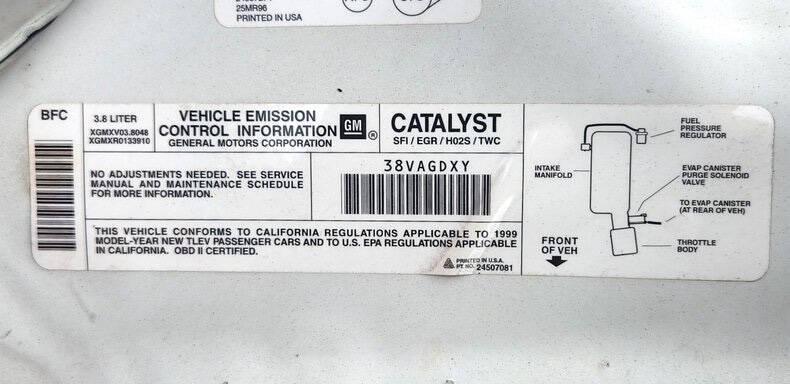 25MR96
PRINTED IN USA
BFC
3.8 LITER
XGMXV03.8048
XGMXR0133910
VEHICLE EMISSION
CONTROL INFORMATION
GENERAL MOTORS CORPORATION
GM ®
CATALYST
SFI / EGR / H02S / TWC
NO ADJUSTMENTS NEEDED. SEE SERVICE
MANUAL AND MAINTENANCE SCHEDULE
FOR MORE INFORMATION.
38VAGDXY
THIS VEHICLE CONFORMS TO CALIFORNIA REGULATIONS APPLICABLE TO 1999
MODEL-YEAR NEW TLEV PASSENGER CARS AND TO U.S. EPA REGULATIONS APPLICABLE
IN CALIFORNIA. OBD II CERTIFIED.
PRINTED IN U.S.A.
PT. NO. 24507081
FUEL
PRESSURE
REGULATOR
INTAKE
MANIFOLD
EVAP CANISTER
PURGE SOLENOID
VALVE
TO EVAP CANISTER
(AT REAR OF VEH)
FRONT
OF VEH
THROTTLE
BODY